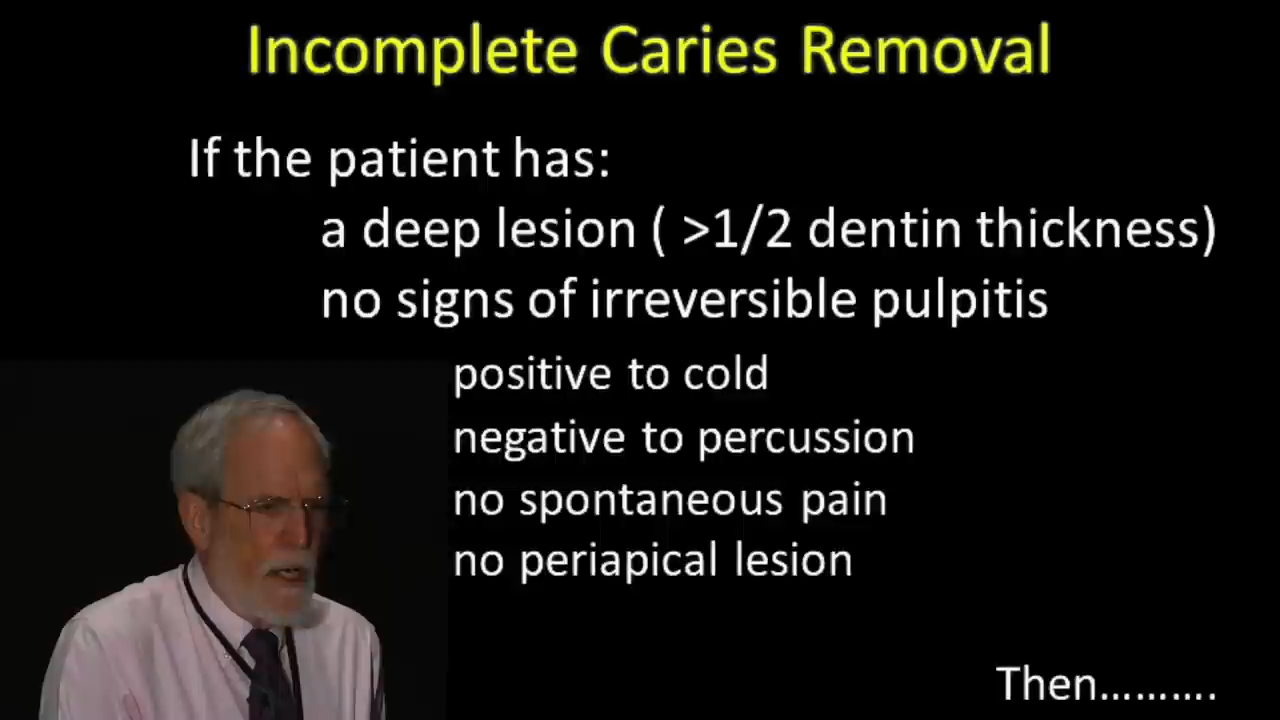 Incomplete Caries Removal
If the patient has:
a deep lesion ( >1/2 dentin thickness)
no signs of irreversible pulpitis
positive to cold
negative to percussion
no spontaneous pain
no periapical lesion
Then……….